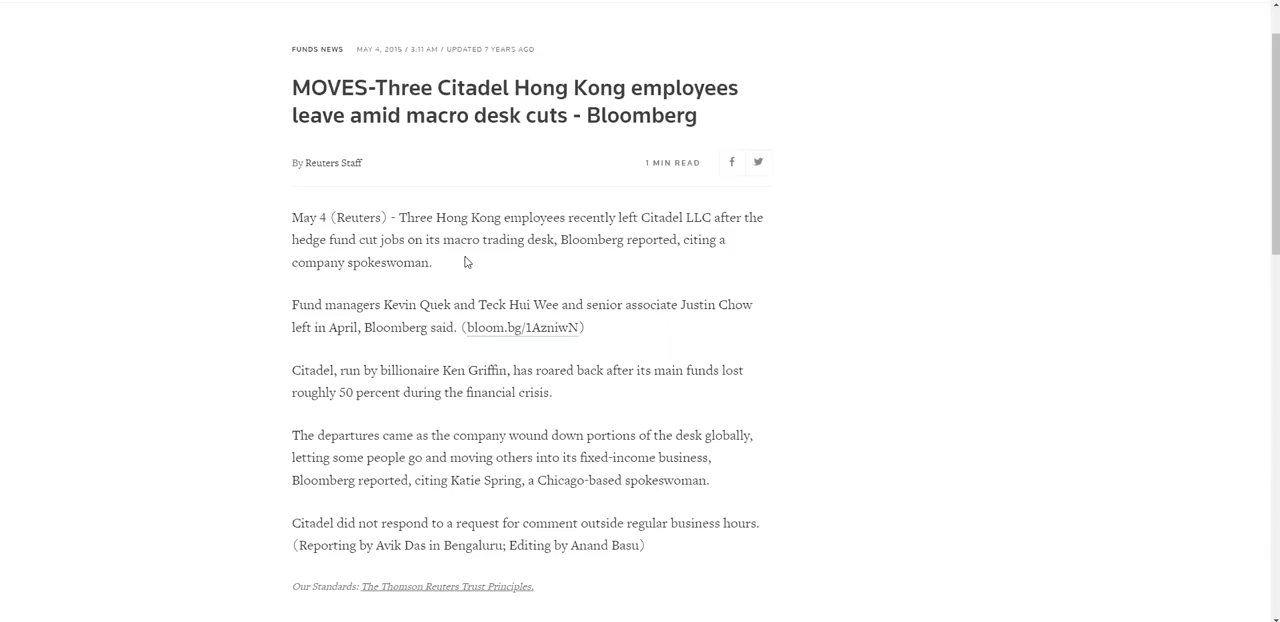 FUNDS NEWS MAY 4, 2015 / 3:11 AM / UPDATED 7 YEARS AGO
MOVES-Three Citadel Hong Kong employees
leave amid macro desk cuts - Bloomberg
By Reuters Staff 1 MIN READ
May 4 (Reuters) - Three Hong Kong employees recently left Citadel LLC after the
hedge fund cut jobs on its macro trading desk, Bloomberg reported, citing a
company spokeswoman.
Fund managers Kevin Quek and Teck Hui Wee and senior associate Justin Chow
left in April, Bloomberg said. (bloom.bg/1AzniwN)
Citadel, run by billionaire Ken Griffin, has roared back after its main funds lost
roughly 50 percent during the financial crisis.
The departures came as the company wound down portions of the desk globally,
letting some people go and moving others into its fixed-income business,
Bloomberg reported, citing Katie Spring, a Chicago-based spokeswoman.
Citadel did not respond to a request for comment outside regular business hours.
(Reporting by Avik Das in Bengaluru; Editing by Anand Basu)
Our Standards: The Thomson Reuters Trust Principles.